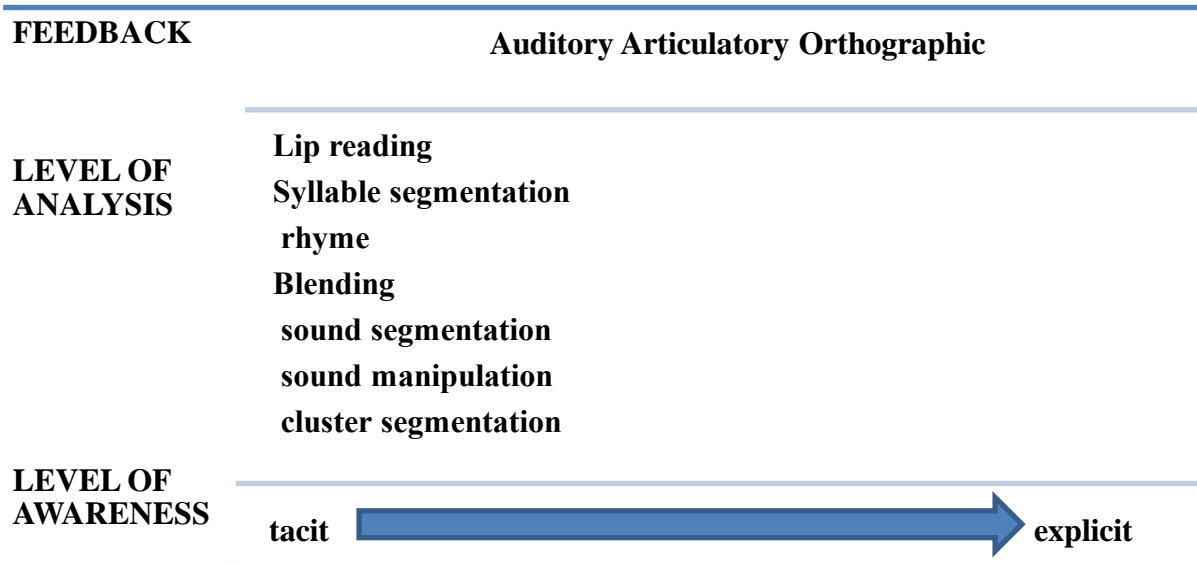 FEEDBACK
Auditory Articulatory Orthographic
LEVEL OF
ANALYSIS
Lip reading
Syllable segmentation
rhyme
Blending
sound segmentation
sound manipulation
cluster segmentation
LEVEL OF
AWARENESS
tacit explicit